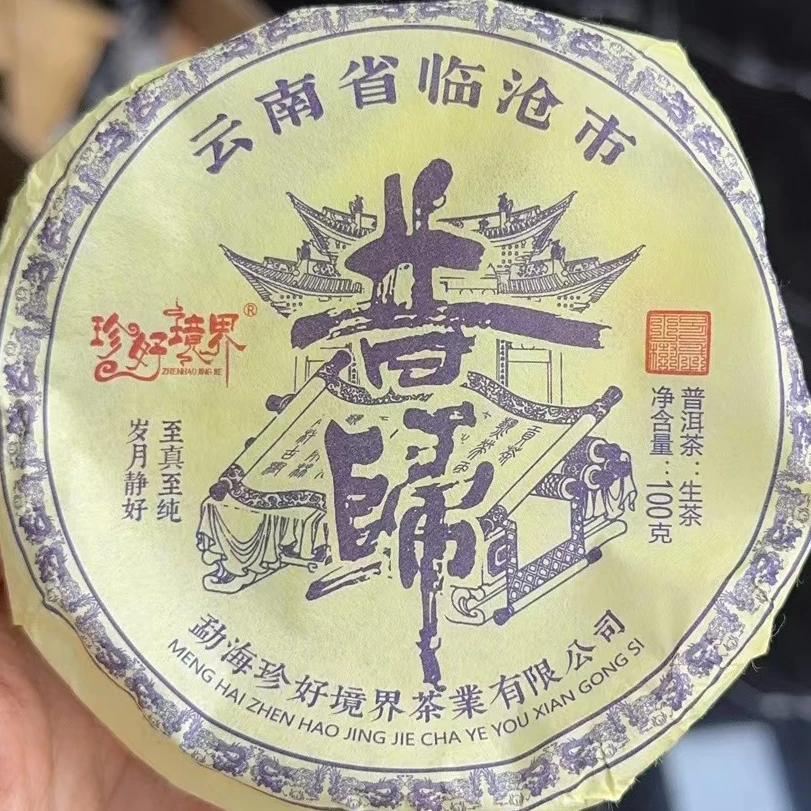 云南省临沧市
昔歸
珍好境界®
ZHENHAO JING JIE
至真至纯
岁月静好
普洱茶：生茶
净含量：100克
貢茶
勐海珍好境界茶業有限公司
MENG HAI ZHEN HAO JING JIE CHA YE YOU XIAN GONG SI